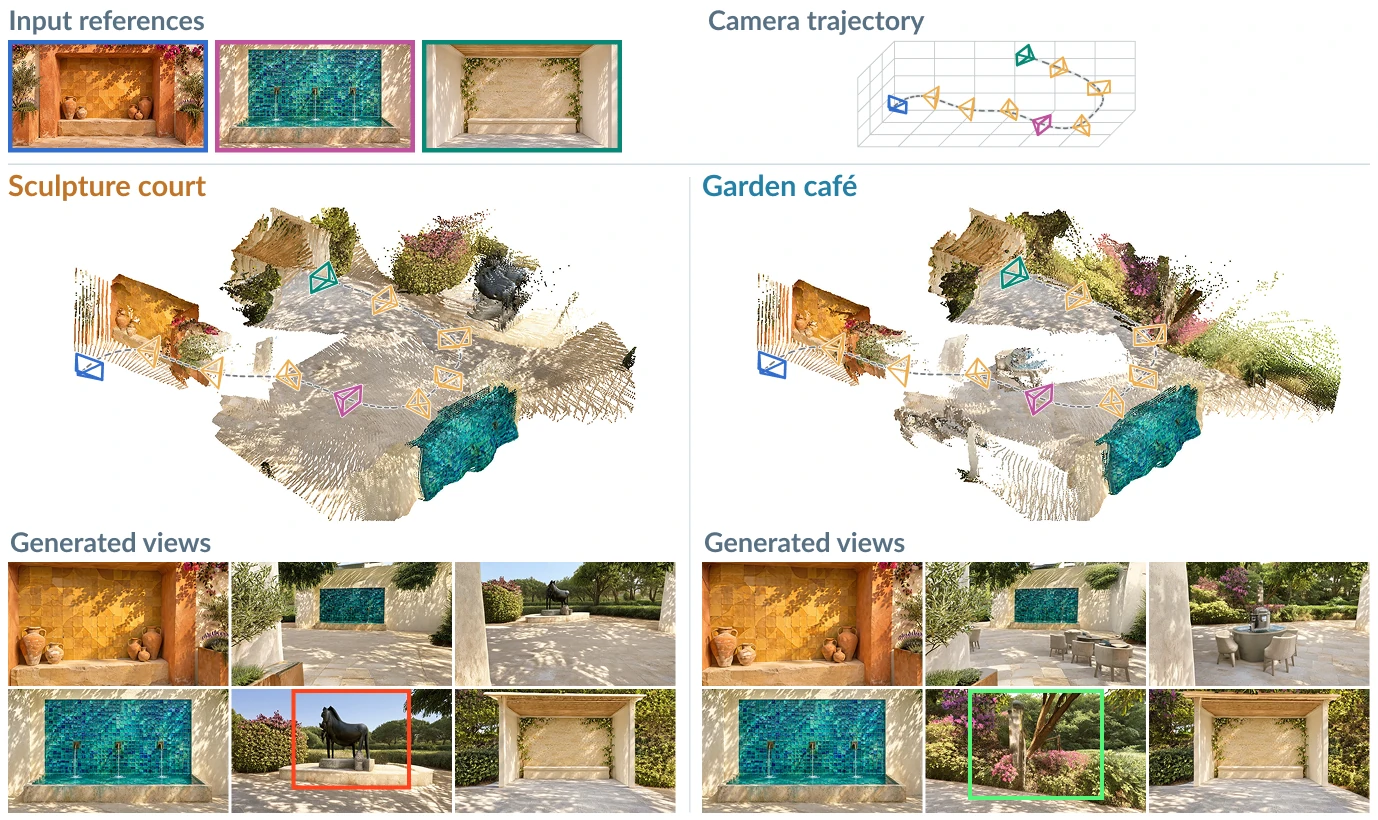 Input references
Camera trajectory
Sculpture court
Garden café
Generated views
Generated views